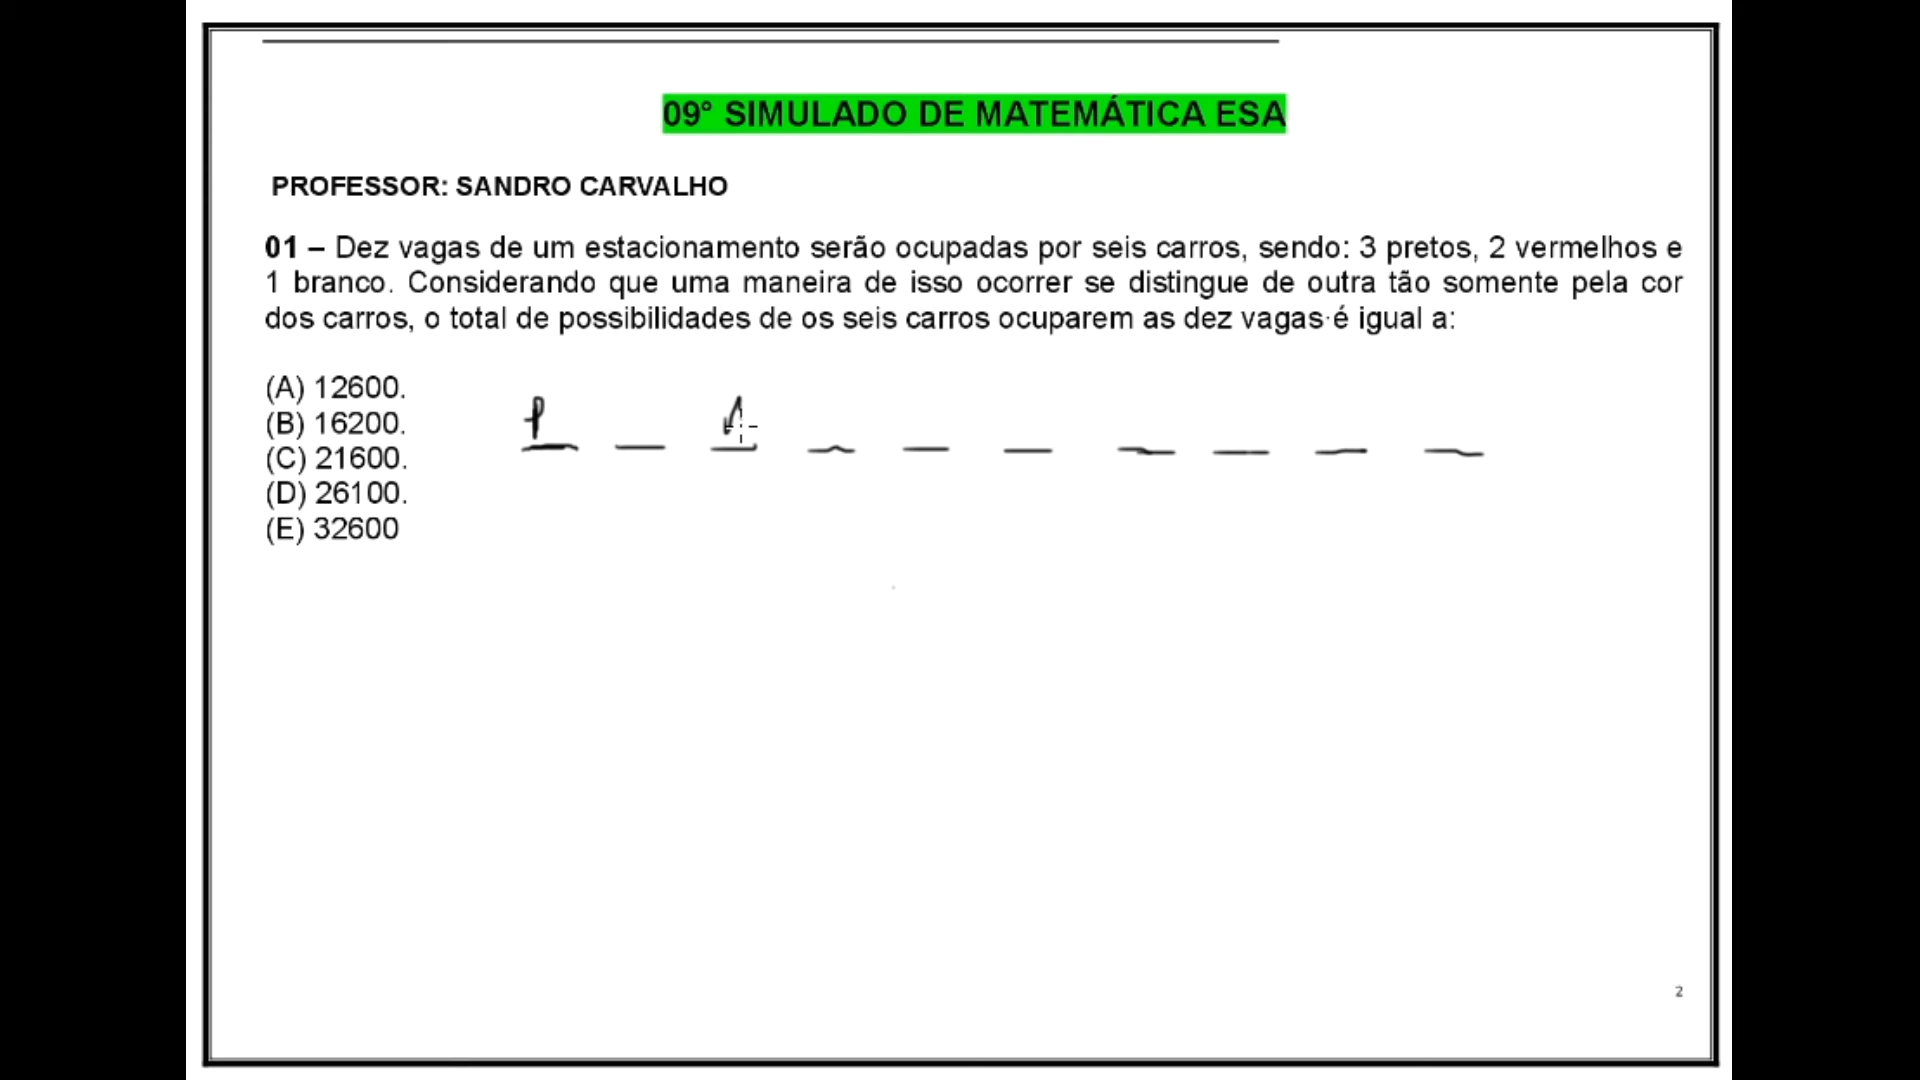 09° SIMULADO DE MATEMÁTICA ESA
PROFESSOR: SANDRO CARVALHO
01 – Dez vagas de um estacionamento serão ocupadas por seis carros, sendo: 3 pretos, 2 vermelhos e
1 branco. Considerando que uma maneira de isso ocorrer se distingue de outra tão somente pela cor
dos carros, o total de possibilidades de os seis carros ocuparem as dez vagas é igual a:
(A) 12600.
(B) 16200.
(C) 21600.
(D) 26100.
(E) 32600
P
2